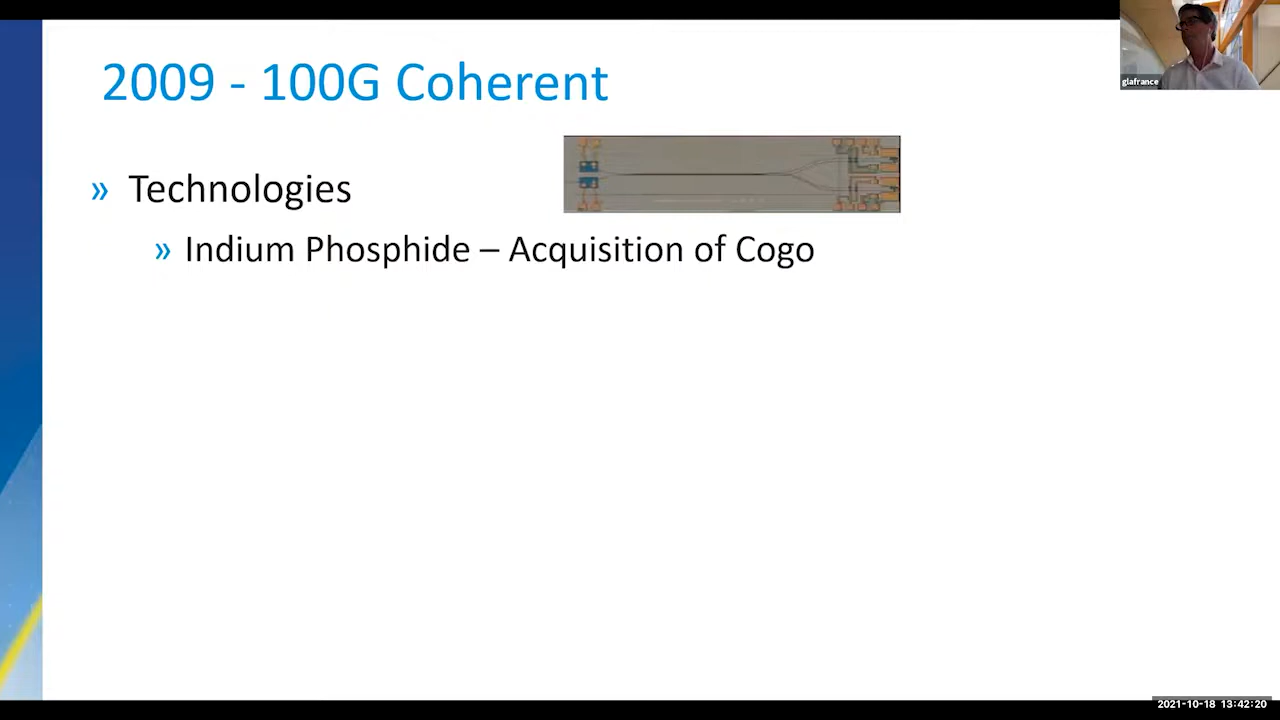 2009 - 100G Coherent
glafrance
» Technologies
» Indium Phosphide – Acquisition of Cogo
2021-10-18 13:42:20